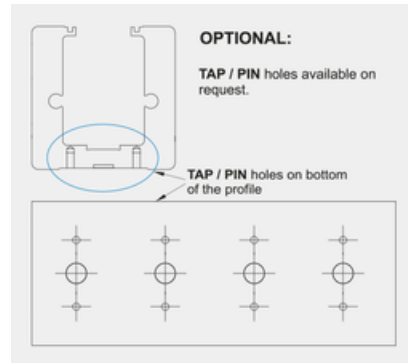 OPTIONAL:
TAP / PIN holes available on
request.
TAP / PIN holes on bottom
of the profile